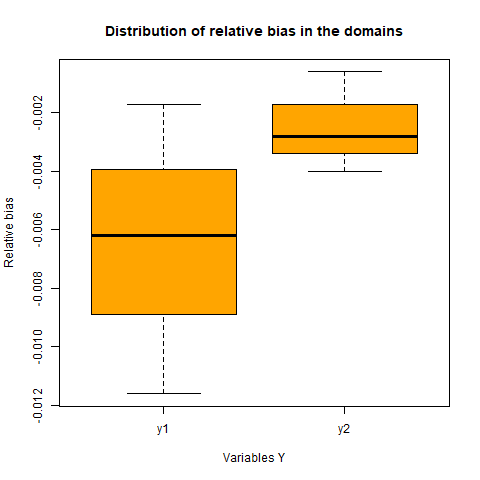 Distribution of relative bias in the domains
Relative bias
-0.002
-0.004
-0.006
-0.008
-0.010
-0.012
y1 y2
Variables Y